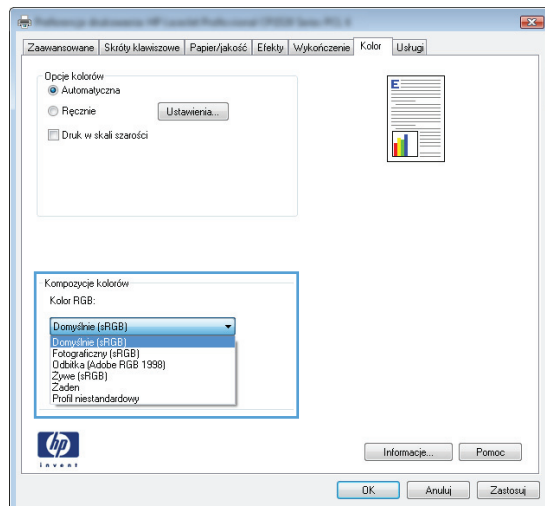 Zaawansowane Skróty klawiszowe Papier/jakość Efekty Wykończenie Kolor Usługi
Opcje kolorów
Automatyczna
Ręcznie
Ustawienia...
Druk w skali szarości
E
Kompozycje kolorów
Kolor RGB:
Domyślnie (sRGB)
Domyślnie (sRGB)
Fotograficzny (sRGB)
Odbitka (Adobe RGB 1998)
Żywe (sRGB)
Żaden
Profil niestandardowy
hp
invent
Informacje... Pomoc
OK Anuluj Zastosuj